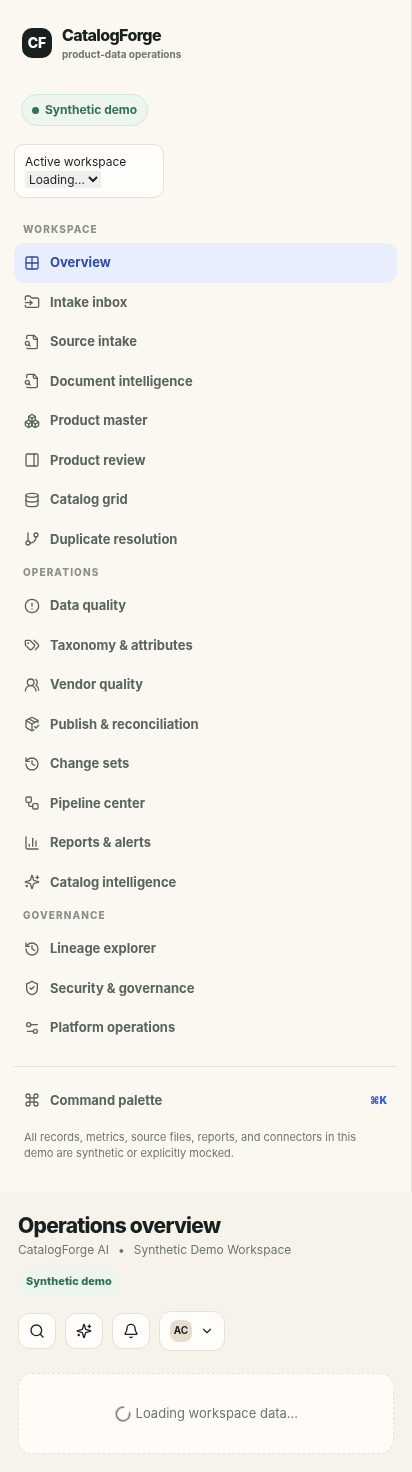 CF
CatalogForge
product-data operations
Synthetic demo
Active workspace
Loading...
WORKSPACE
Overview
Intake inbox
Source intake
Document intelligence
Product master
Product review
Catalog grid
Duplicate resolution
OPERATIONS
Data quality
Taxonomy & attributes
Vendor quality
Publish & reconciliation
Change sets
Pipeline center
Reports & alerts
Catalog intelligence
GOVERNANCE
Lineage explorer
Security & governance
Platform operations
Command palette ⌘K
All records, metrics, source files, reports, and connectors in this
demo are synthetic or explicitly mocked.
Operations overview
CatalogForge AI • Synthetic Demo Workspace
Synthetic demo
AC
Loading workspace data...